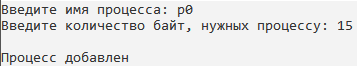 Введите имя процесса: p0
Введите количество байт, нужных процессу: 15
Процесс добавлен